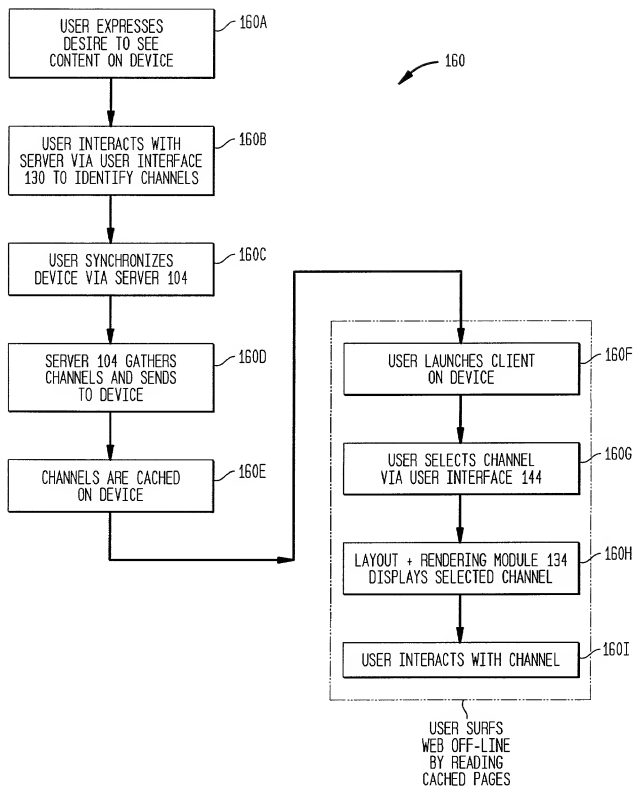 USER EXPRESSES
DESIRE TO SEE
CONTENT ON DEVICE
160A
160
USER INTERACTS WITH
SERVER VIA USER INTERFACE
130 TO IDENTIFY CHANNELS
160B
USER SYNCHRONIZES
DEVICE VIA SERVER 104
160C
SERVER 104 GATHERS
CHANNELS AND SENDS
TO DEVICE
160D
CHANNELS ARE CACHED
ON DEVICE
160E
USER LAUNCHES CLIENT
ON DEVICE
160F
USER SELECTS CHANNEL
VIA USER INTERFACE 144
160G
LAYOUT + RENDERING MODULE 134
DISPLAYS SELECTED CHANNEL
160H
USER INTERACTS WITH CHANNEL
160I
USER SURFS
WEB OFF-LINE
BY READING
CACHED PAGES